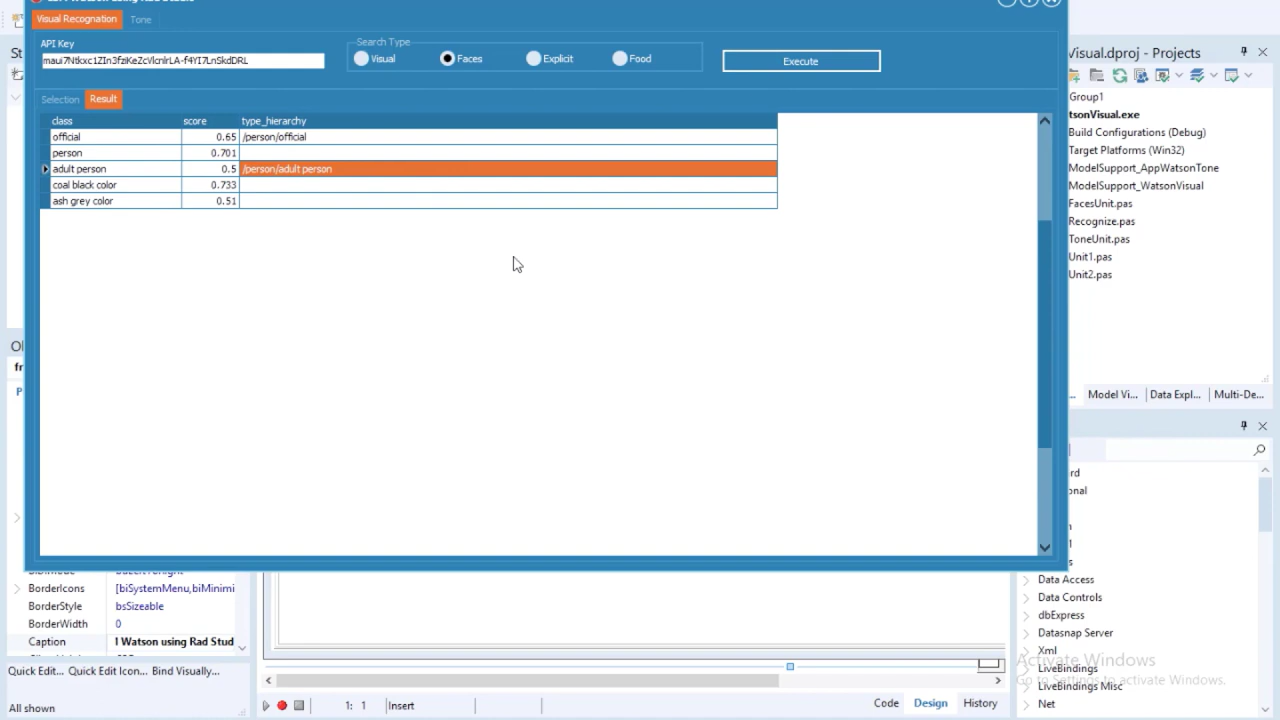 Visual Recognation Tone
API Key
Search Type
Visual
Faces
Explicit
Food
Execute
Selection Result
class score type_hierarchy
official 0.65 /person/official
person 0.701
adult person 0.5 /person/adult person
coal black color 0.733
ash grey color 0.51
Visual.dproj - Projects
Group1
tsonVisual.exe
Build Configurations (Debug)
Target Platforms (Win32)
ModelSupport_AppWatsonTone
ModelSupport_WatsonVisual
FacesUnit.pas
Recognize.pas
ToneUnit.pas
Unit1.pas
Unit2.pas
Model Vi... Data Expl... Multi-De...
rd
onal
Data Access
Data Controls
dbExpress
Datasnap Server
Xml
LiveBindings
LiveBindings Misc
Net
Activate Windows
Go to Settings to activate Windows.
St
Ol
fr
P
BorderIcons [biSystemMenu,biMinimi
BorderStyle bsSizeable
BorderWidth 0
Caption l Watson using Rad Stud
Quick Edit... Quick Edit Icon... Bind Visually...
All shown
1: 1 Insert
Code Design History